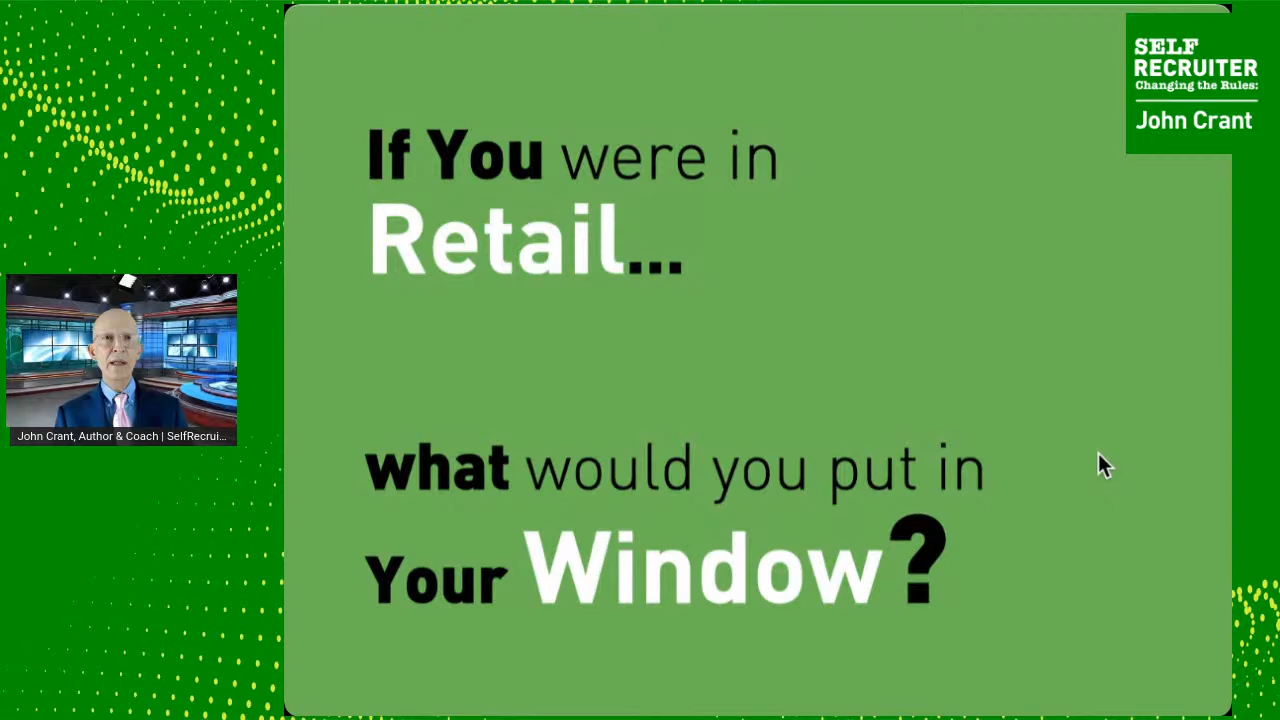 SELF
RECRUITER
Changing the Rules:
John Crant
If You were in
Retail...
what would you put in
Your Window?
John Crant, Author & Coach | SelfRecrui...